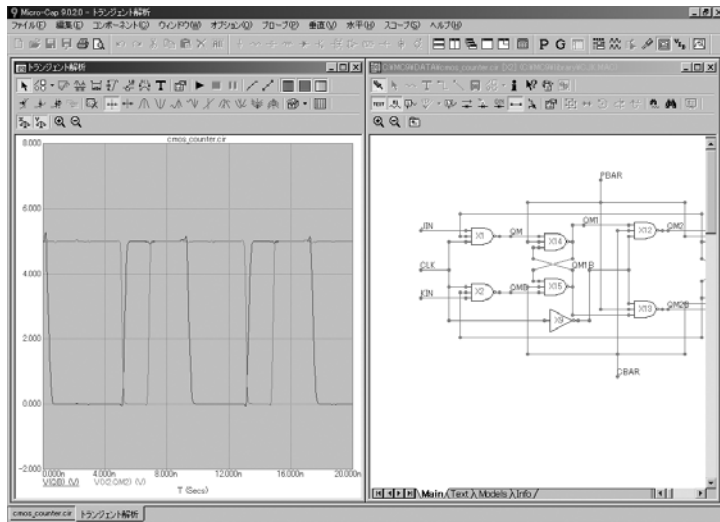 Micro-Cap 9.0.2.0 - トランジェント解析
ファイル(F) 編集(E) コンポーネント(C) ウィンドウ(W) オプション(O) プローブ(P) 垂直(V) 水平(H) スコープ(S) ヘルプ(H)
トランジェント解析
cmos_counter.cir
8.000
6.000
4.000
2.000
0.000
-2.000
0.000n 4.000n 8.000n 12.000n 16.000n 20.000n
V(QB) (V)
T (Secs)
PBAR
JIN
X1
QM
X14
QM1
X12
QM2
CLK
QM1B
X2
QMB
X15
KIN
X9
X13
QM2B
CBAR
Main Text Models Info
cmos_counter.cir トランジェント解析